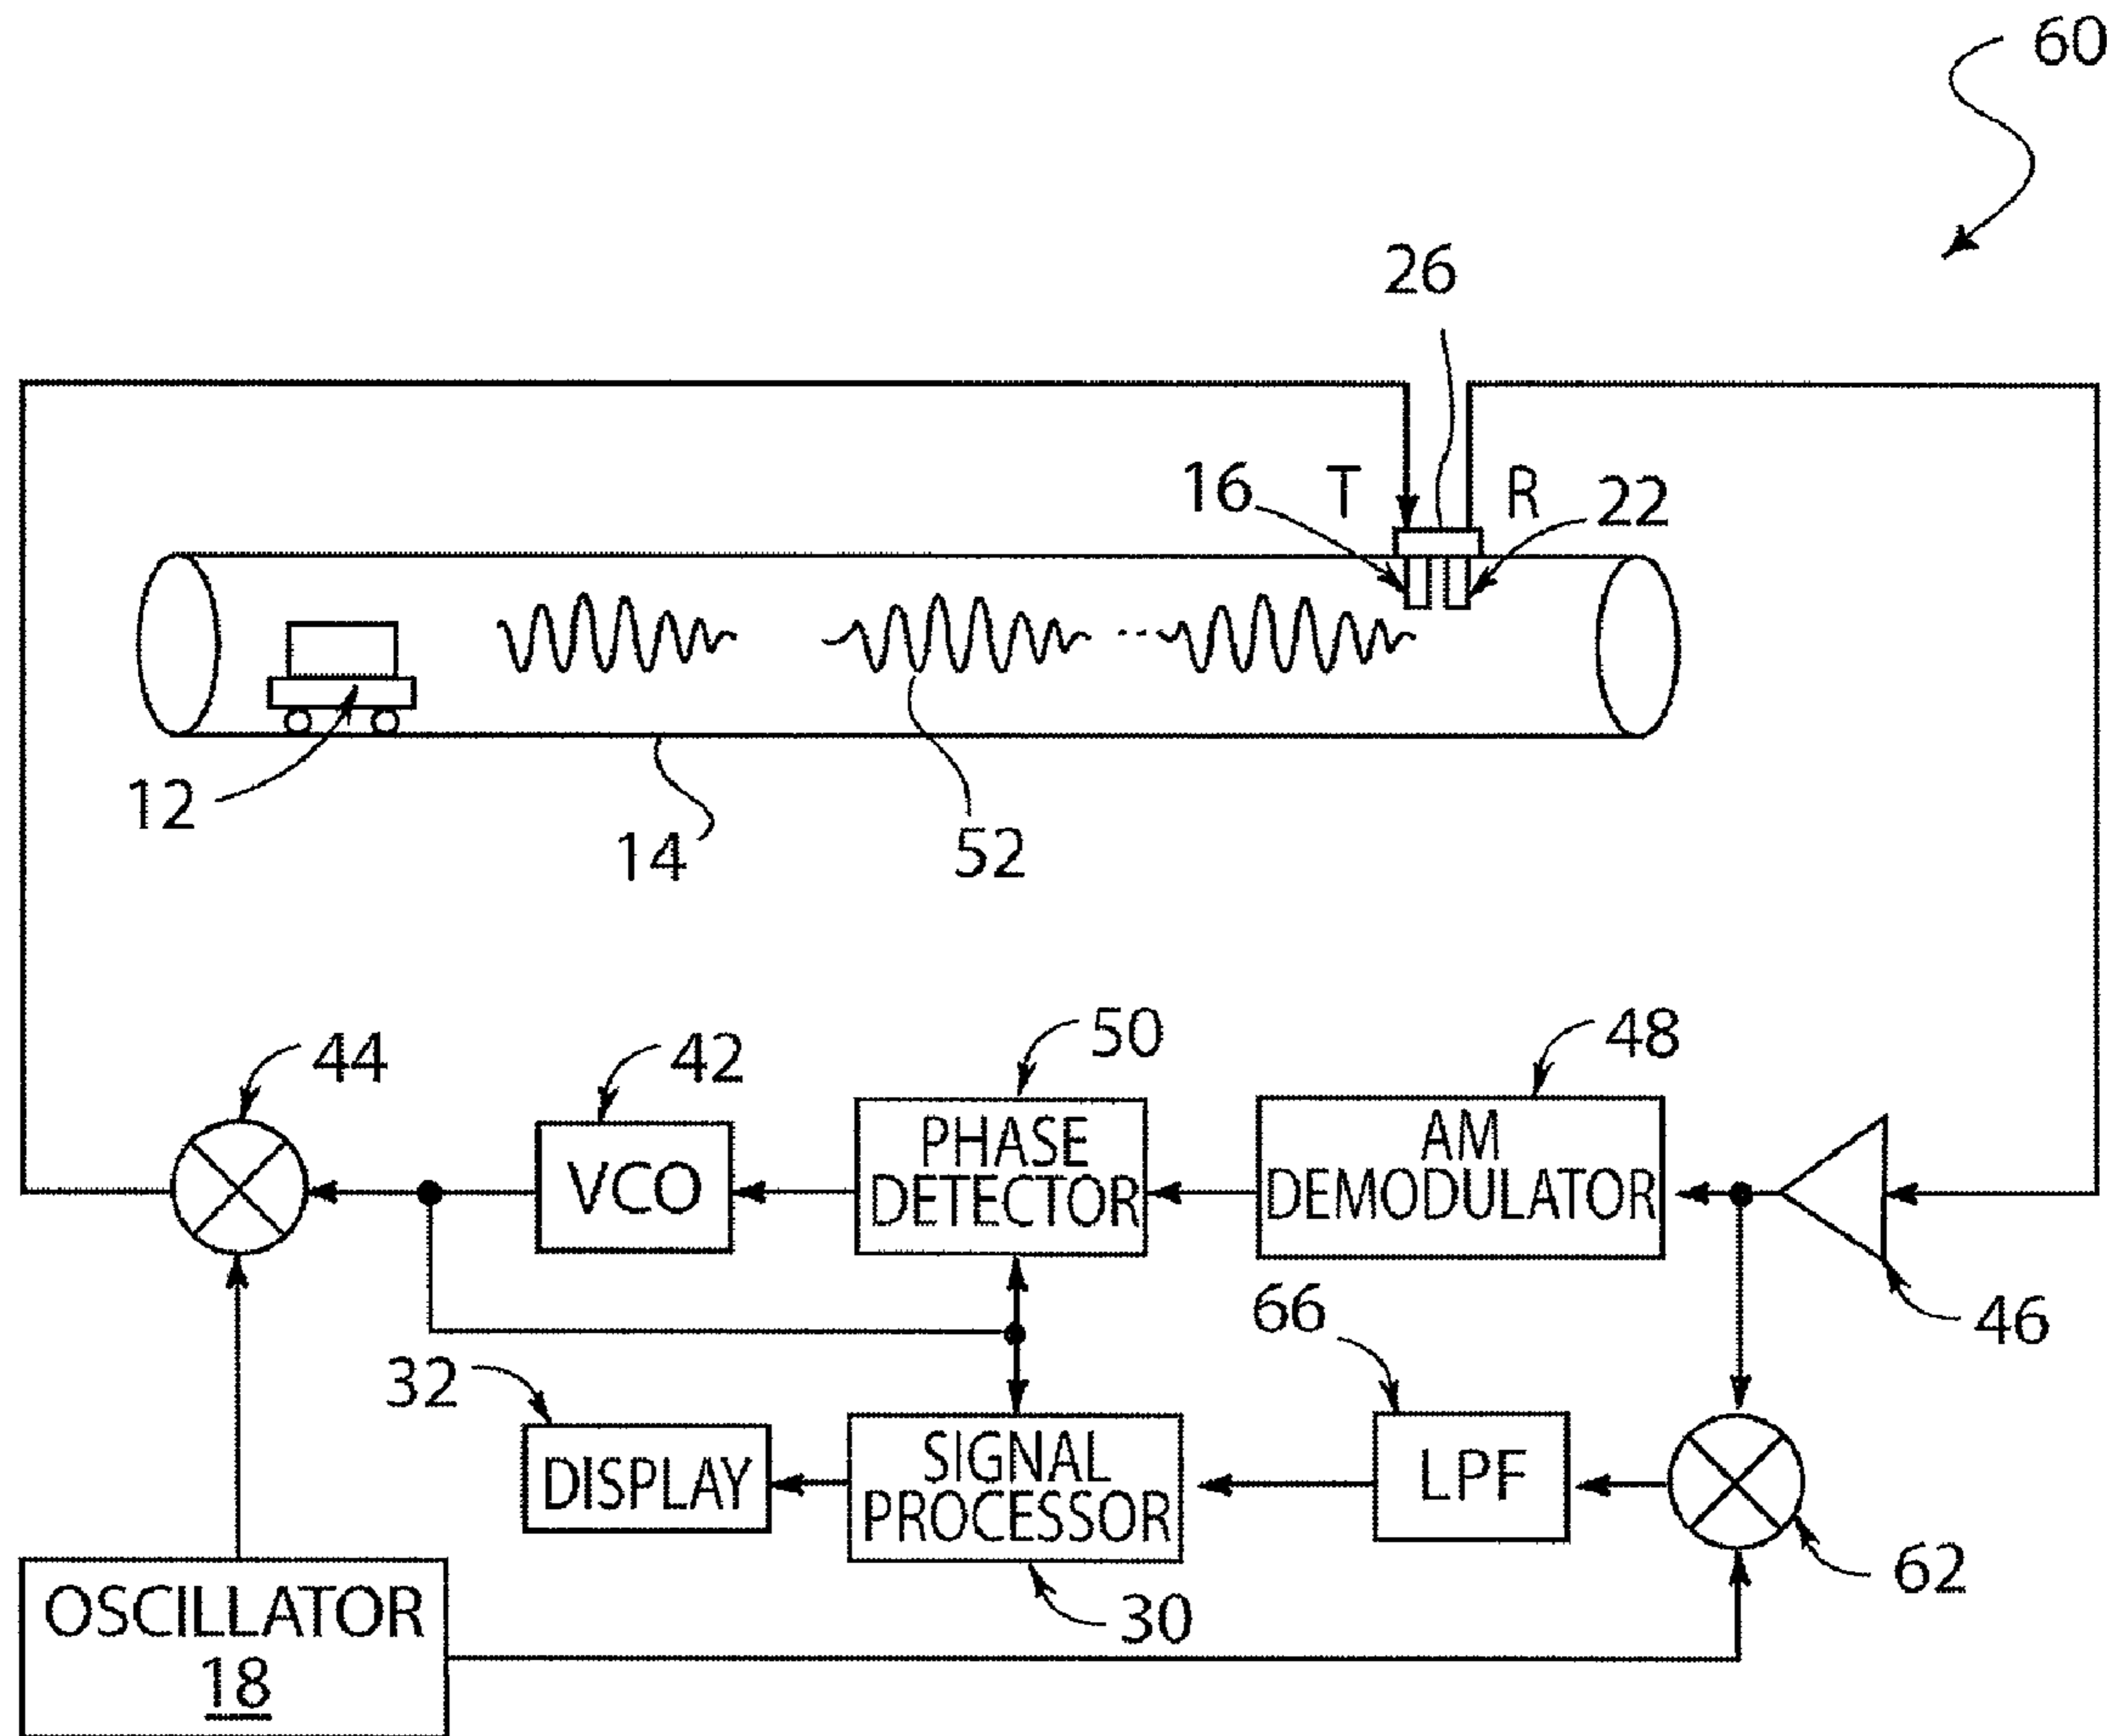 60
26
16
T
R
22
12
14
52
44
42
50
48
VCO
PHASE
DETECTOR
AM
DEMODULATOR
46
66
32
DISPLAY
SIGNAL
PROCESSOR
LPF
62
30
OSCILLATOR
18